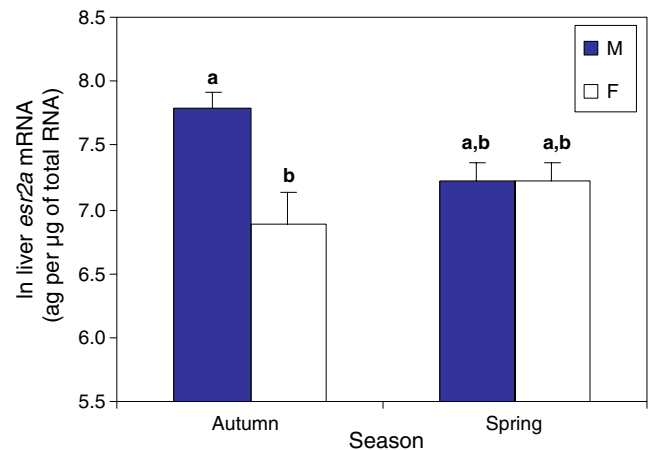 8.5
8.0
7.5
7.0
6.5
6.0
5.5
ln liver esr2a mRNA
(ag per µg of total RNA)
M
F
a
b
a,b
a,b
Autumn
Spring
Season